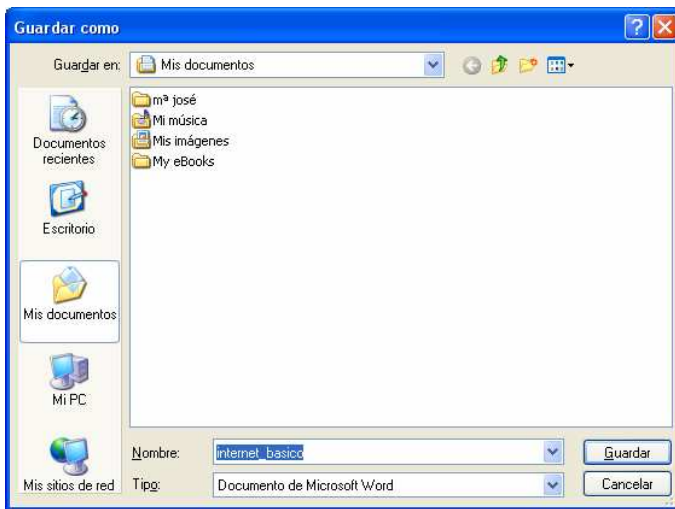 Guardar como
Guardar en:
Mis documentos
mª josé
Mi música
Mis imágenes
My eBooks
Documentos
recientes
Escritorio
Mis documentos
Mi PC
Mis sitios de red
Nombre:
internet_basico
Guardar
Tipo:
Documento de Microsoft Word
Cancelar